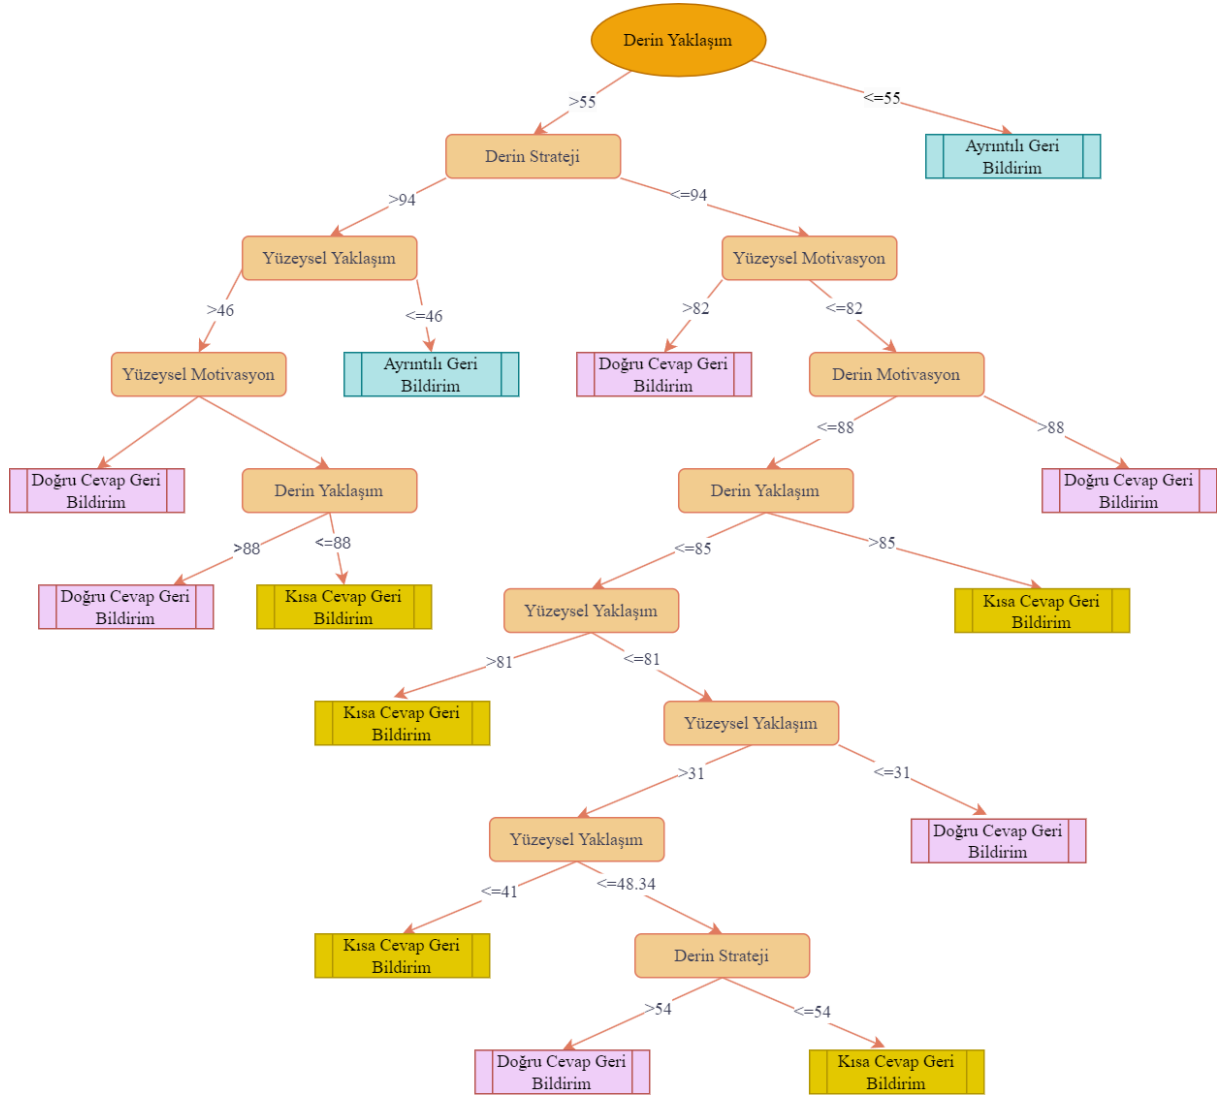 Derin Yaklaşım
>55
<=55
Derin Strateji
Ayrıntılı Geri
Bildirim
>94
<=94
Yüzeysel Yaklaşım
Yüzeysel Motivasyon
>46
<=46
>82
<=82
Yüzeysel Motivasyon
Ayrıntılı Geri
Bildirim
Doğru Cevap Geri
Bildirim
Derin Motivasyon
<=88
>88
Doğru Cevap Geri
Bildirim
Derin Yaklaşım
Derin Yaklaşım
Doğru Cevap Geri
Bildirim
>88
<=88
<=85
>85
Doğru Cevap Geri
Bildirim
Kısa Cevap Geri
Bildirim
Yüzeysel Yaklaşım
Kısa Cevap Geri
Bildirim
>81
<=81
Kısa Cevap Geri
Bildirim
Yüzeysel Yaklaşım
>31
<=31
Yüzeysel Yaklaşım
Doğru Cevap Geri
Bildirim
<=41
<=48.34
Kısa Cevap Geri
Bildirim
Derin Strateji
>54
<=54
Doğru Cevap Geri
Bildirim
Kısa Cevap Geri
Bildirim